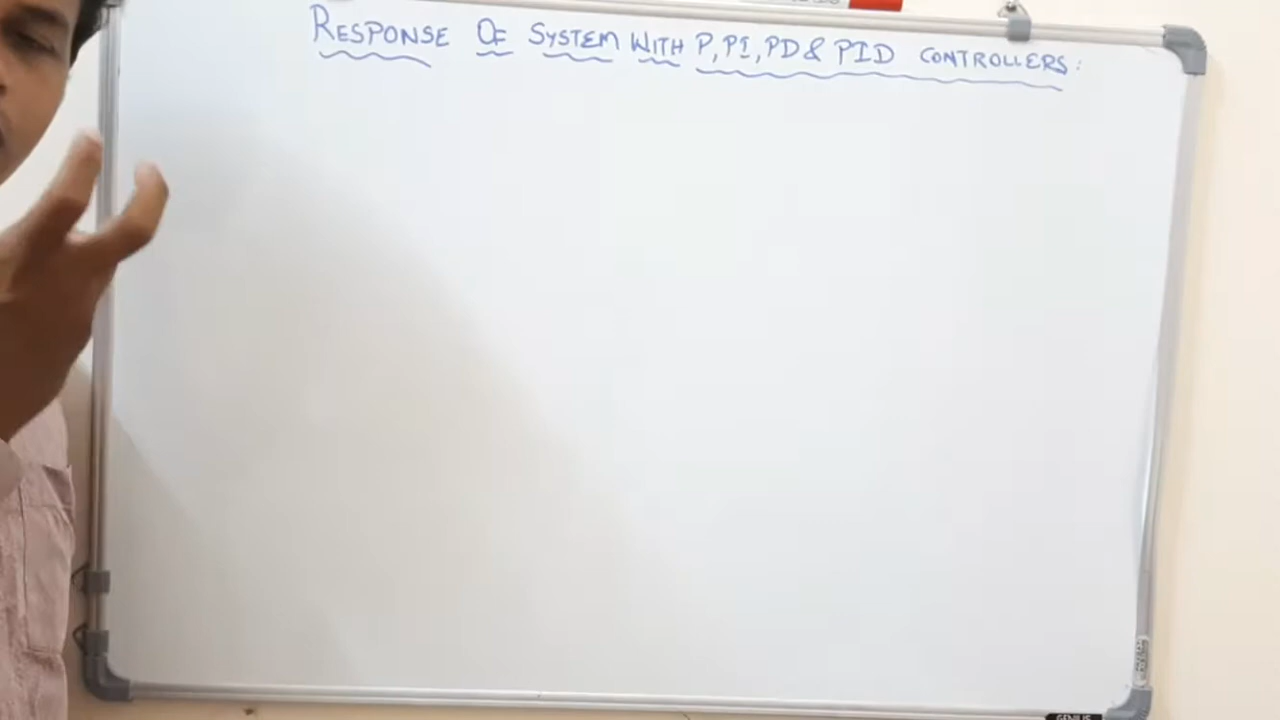 RESPONSE OF SYSTEM WITH P, PI, PD & PID CONTROLLERS: